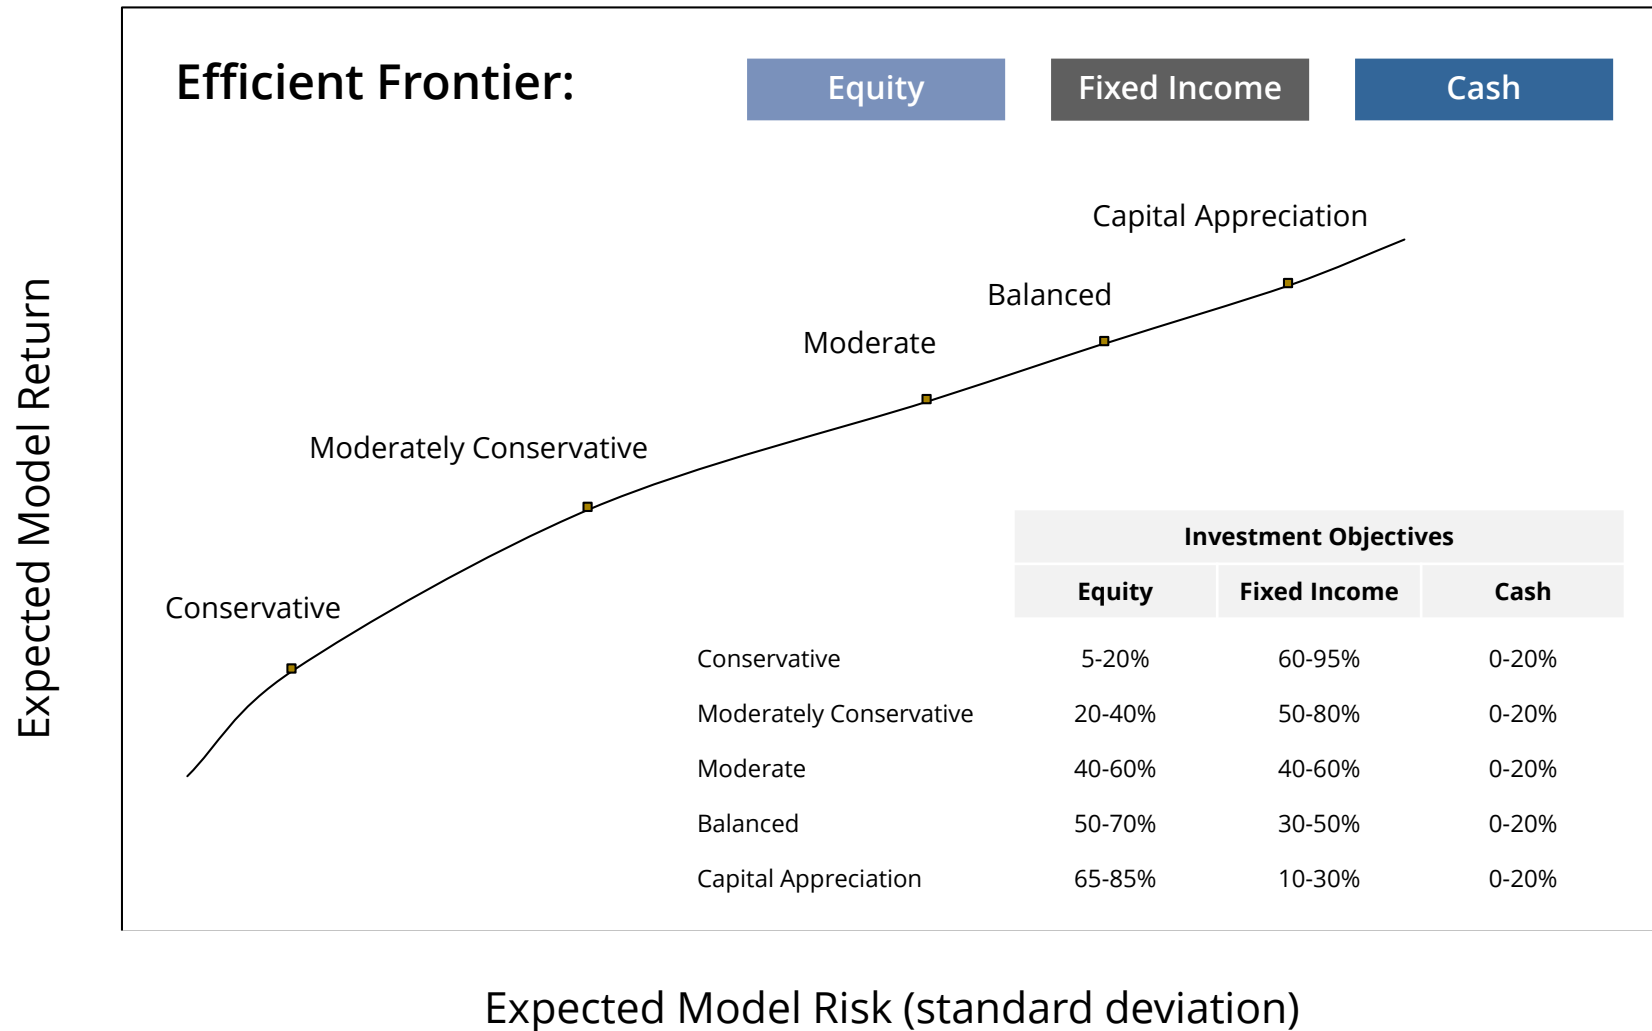 Efficient Frontier:
Equity
Fixed Income
Cash
Capital Appreciation
Balanced
Moderate
Moderately Conservative
Conservative
Expected Model Return
Investment Objectives
Equity Fixed Income Cash
Conservative 5-20% 60-95% 0-20%
Moderately Conservative 20-40% 50-80% 0-20%
Moderate 40-60% 40-60% 0-20%
Balanced 50-70% 30-50% 0-20%
Capital Appreciation 65-85% 10-30% 0-20%
Expected Model Risk (standard deviation)